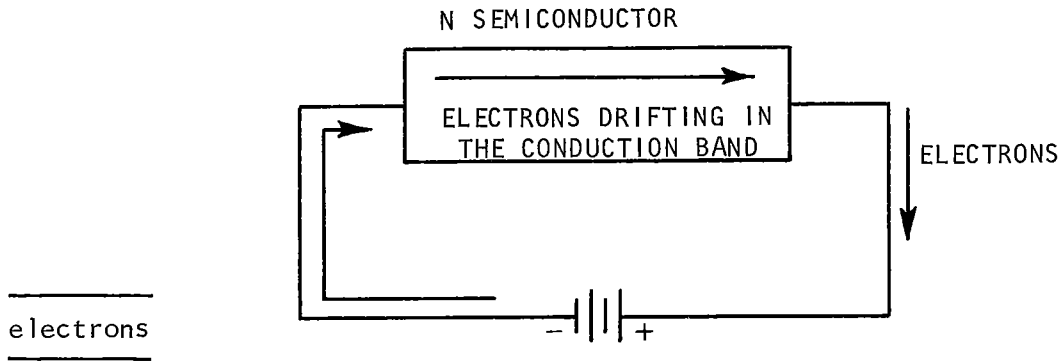 N SEMICONDUCTOR
ELECTRONS DRIFTING IN
THE CONDUCTION BAND
ELECTRONS
- +
electrons